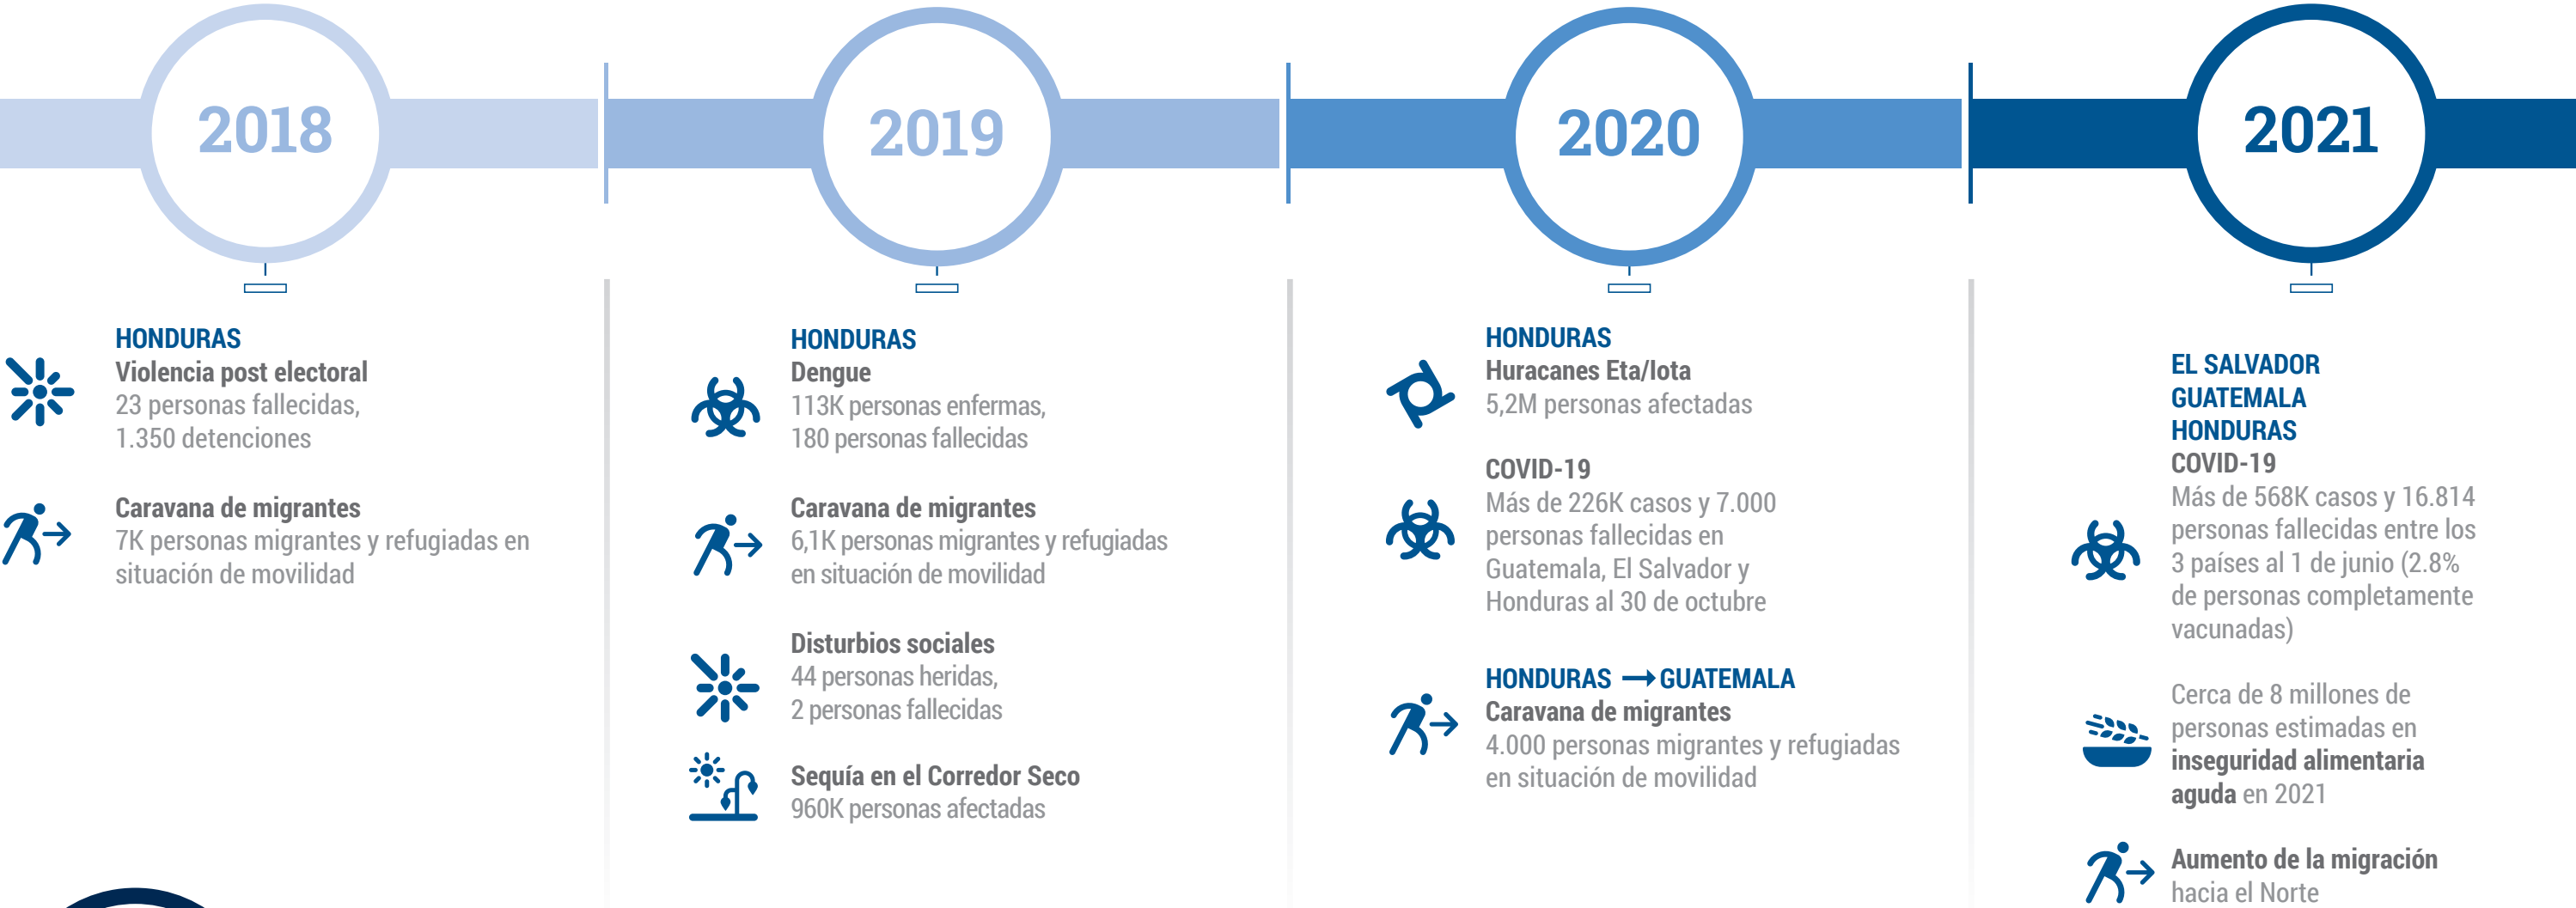 2018
HONDURAS
Violencia post electoral
23 personas fallecidas,
1.350 detenciones
Caravana de migrantes
7K personas migrantes y refugiadas en
situación de movilidad
2019
HONDURAS
Dengue
113K personas enfermas,
180 personas fallecidas
Caravana de migrantes
6,1K personas migrantes y refugiadas
en situación de movilidad
Disturbios sociales
44 personas heridas,
2 personas fallecidas
Sequía en el Corredor Seco
960K personas afectadas
2020
HONDURAS
Huracanes Eta/Iota
5,2M personas afectadas
COVID-19
Más de 226K casos y 7.000
personas fallecidas en
Guatemala, El Salvador y
Honduras al 30 de octubre
HONDURAS → GUATEMALA
Caravana de migrantes
4.000 personas migrantes y refugiadas
en situación de movilidad
2021
EL SALVADOR
GUATEMALA
HONDURAS
COVID-19
Más de 568K casos y 16.814
personas fallecidas entre los
3 países al 1 de junio (2.8%
de personas completamente
vacunadas)
Cerca de 8 millones de
personas estimadas en
inseguridad alimentaria
aguda en 2021
Aumento de la migración
hacia el Norte